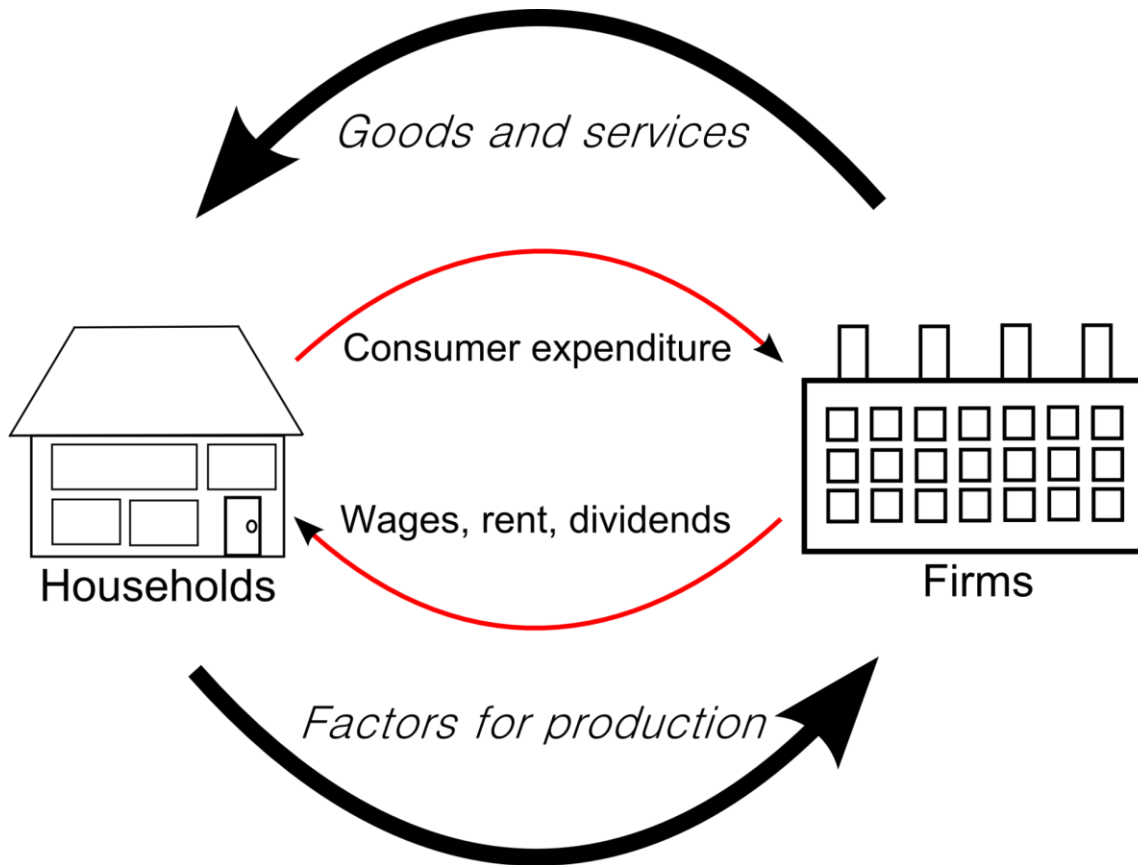 Goods and services
Consumer expenditure
Wages, rent, dividends
Households
Firms
Factors for production